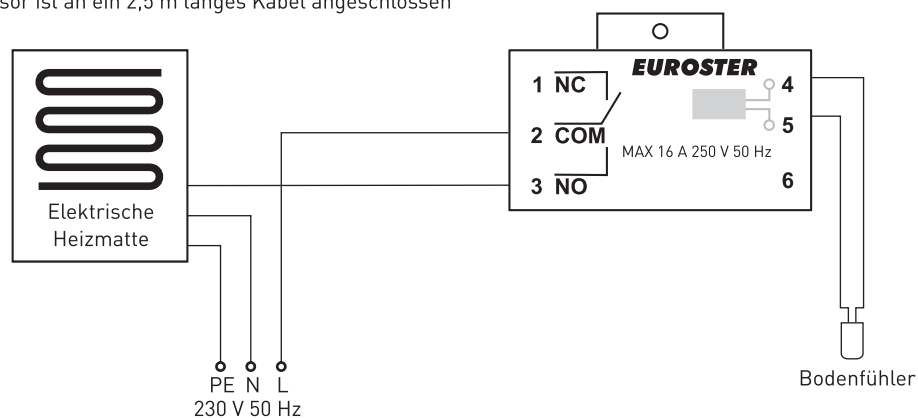 sor ist an ein 2,5 m langes Kabel angeschlossen
EUROSTER
1 NC
4
2 COM
5
MAX 16 A 250 V 50 Hz
3 NO
6
Elektrische
Heizmatte
PE N L
230 V 50 Hz
Bodenfühler